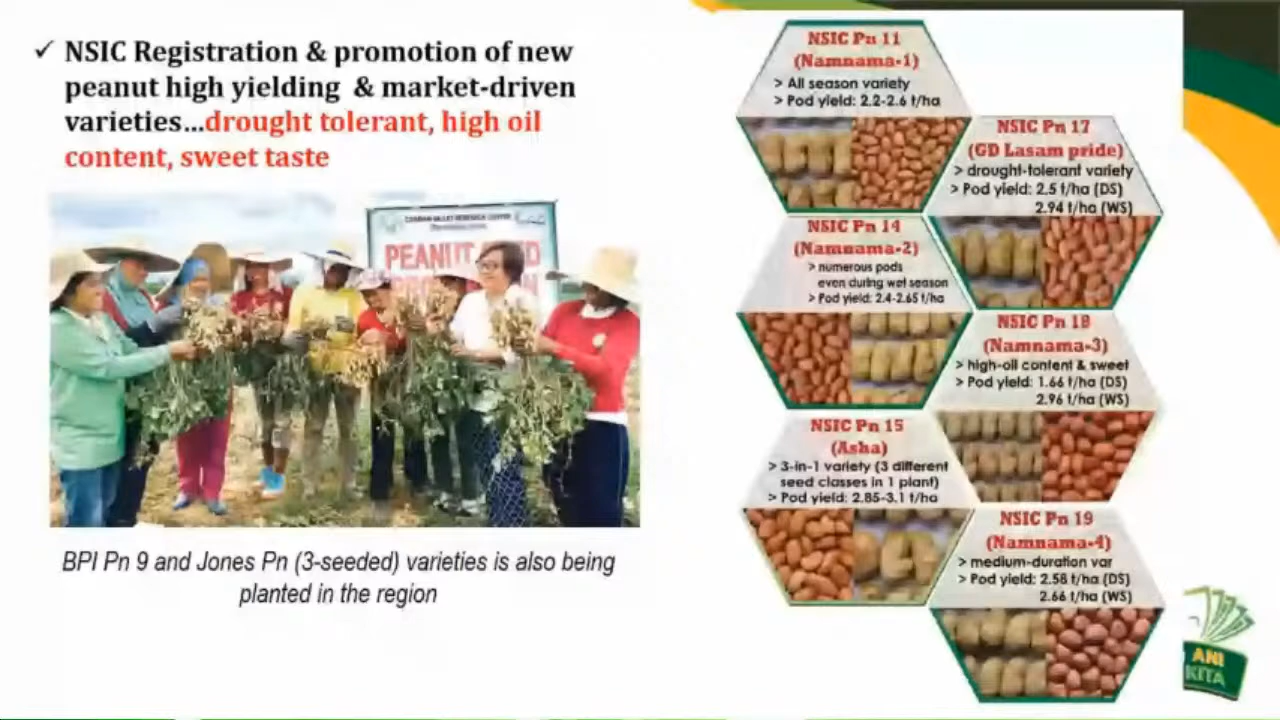 ✓ NSIC Registration & promotion of new
peanut high yielding & market-driven
varieties...drought tolerant, high oil
content, sweet taste
CAGAYAN VALLEY RESEARCH CENTER
PEANUT
BPI Pn 9 and Jones Pn (3-seeded) varieties is also being
planted in the region
NSIC Pn 11
(Namnama-1)
> All season variety
> Pod yield: 2.2-2.6 t/ha
NSIC Pn 17
(GD Lasam pride)
> drought-tolerant variety
> Pod yield: 2.5 t/ha (DS)
2.94 t/ha (WS)
NSIC Pn 14
(Namnama-2)
> numerous pods
even during wet season
> Pod yield: 2.4-2.65 t/ha
NSIC Pn 18
(Namnama-3)
> high-oil content & sweet
> Pod yield: 1.66 t/ha (DS)
2.96 t/ha (WS)
NSIC Pn 15
(Asha)
> 3-in-1 variety (3 different
seed classes in 1 plant)
> Pod yield: 2.85-3.1 t/ha
NSIC Pn 19
(Namnama-4)
> medium-duration var
> Pod yield: 2.58 t/ha (DS)
2.66 t/ha (WS)
ANI
KITA